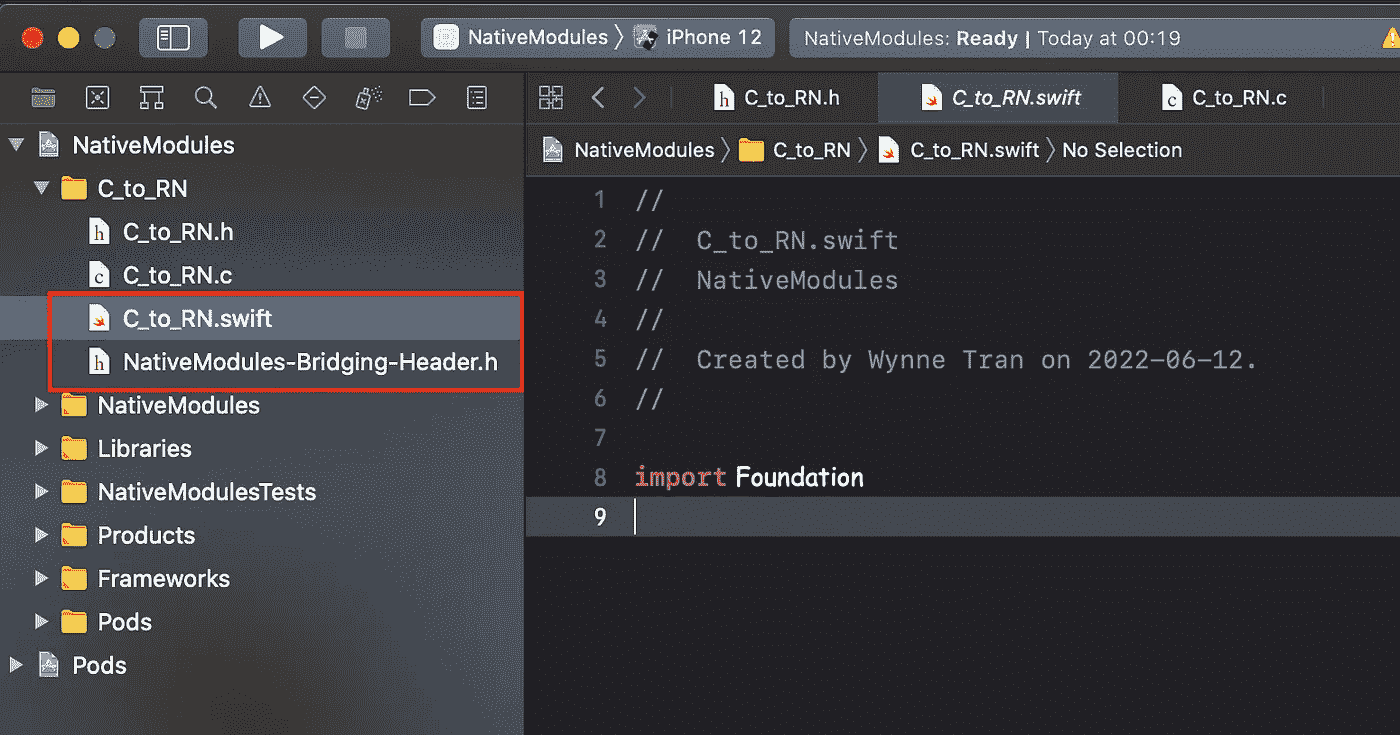 NativeModules 〉 iPhone 12
NativeModules: Ready | Today at 00:19
h C_to_RN.h
C_to_RN.swift
c C_to_RN.c
NativeModules 〉 C_to_RN 〉 C_to_RN.swift 〉 No Selection
NativeModules
C_to_RN
h C_to_RN.h
c C_to_RN.c
C_to_RN.swift
h NativeModules-Bridging-Header.h
NativeModules
Libraries
NativeModulesTests
Products
Frameworks
Pods
Pods
1 //
2 //  C_to_RN.swift
3 //  NativeModules
4 //
5 //  Created by Wynne Tran on 2022-06-12.
6 //
7
8 import Foundation
9